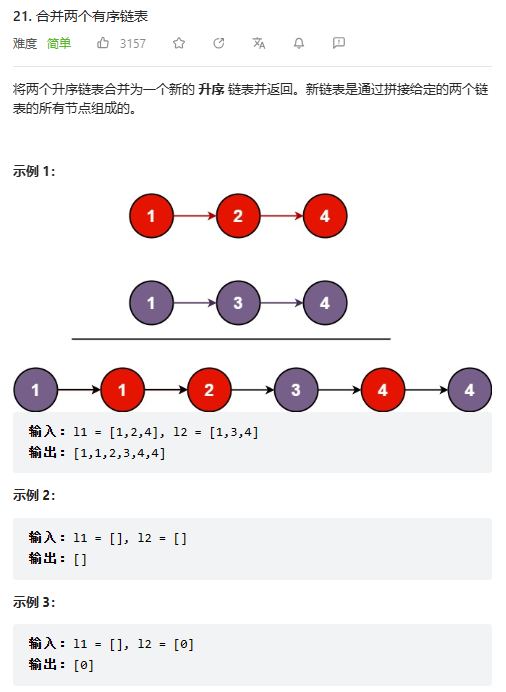 21. 合并两个有序链表
难度 简单 3157
将两个升序链表合并为一个新的 升序 链表并返回。新链表是通过拼接给定的两个链
表的所有节点组成的。
示例 1：
1 2 4
1 3 4
1 1 2 3 4 4
输入：l1 = [1,2,4], l2 = [1,3,4]
输出：[1,1,2,3,4,4]
示例 2：
输入：l1 = [], l2 = []
输出：[]
示例 3：
输入：l1 = [], l2 = [0]
输出：[0]